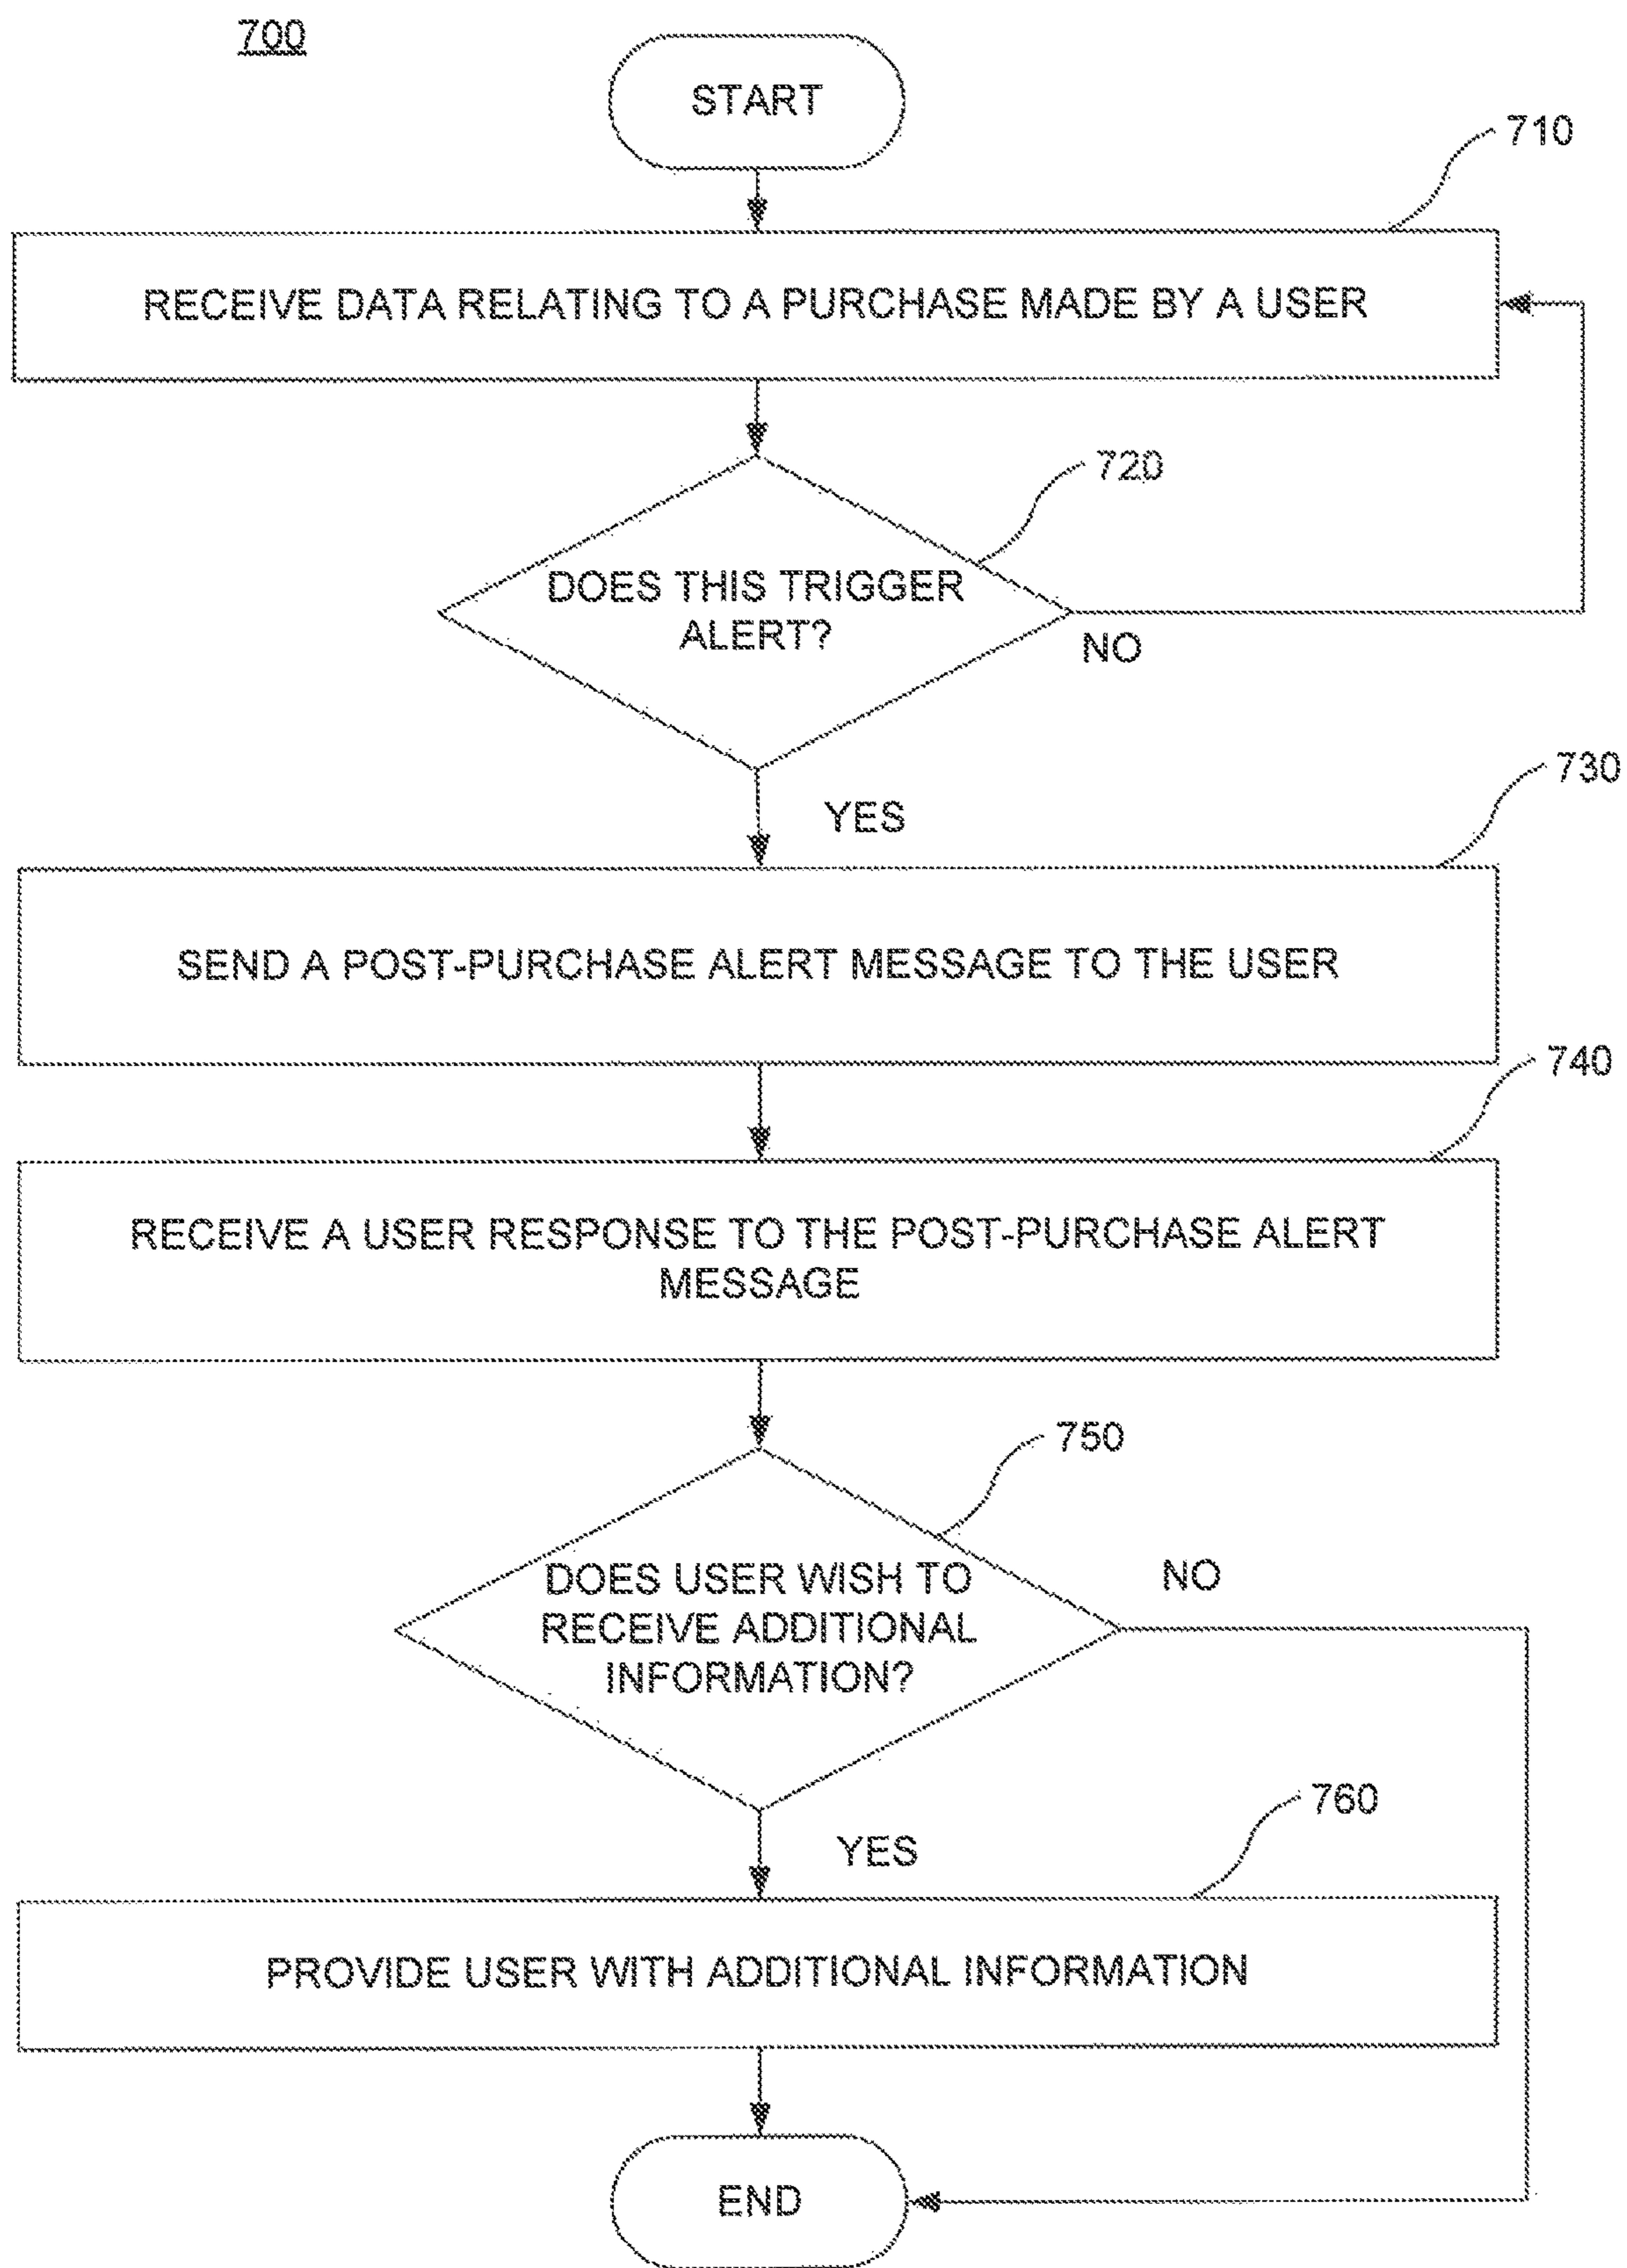 700
START
710
RECEIVE DATA RELATING TO A PURCHASE MADE BY A USER
720
DOES THIS TRIGGER
ALERT?
NO
YES
730
SEND A POST-PURCHASE ALERT MESSAGE TO THE USER
740
RECEIVE A USER RESPONSE TO THE POST-PURCHASE ALERT
MESSAGE
750
DOES USER WISH TO
RECEIVE ADDITIONAL
INFORMATION?
NO
YES
760
PROVIDE USER WITH ADDITIONAL INFORMATION
END